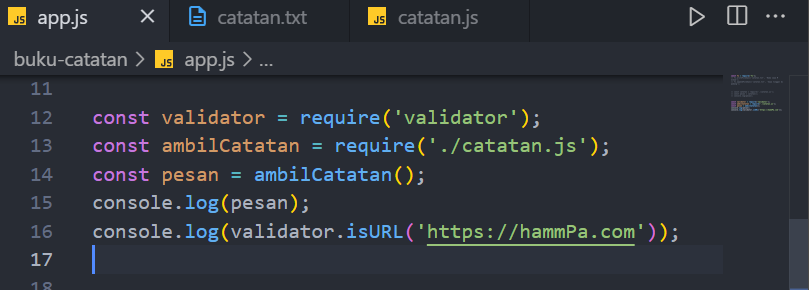 JS app.js
catatan.txt
JS catatan.js
buku-catatan > JS app.js > ...
11
12 const validator = require('validator');
13 const ambilCatatan = require('./catatan.js');
14 const pesan = ambilCatatan();
15 console.log(pesan);
16 console.log(validator.isURL('https://hammPa.com'));
17
18